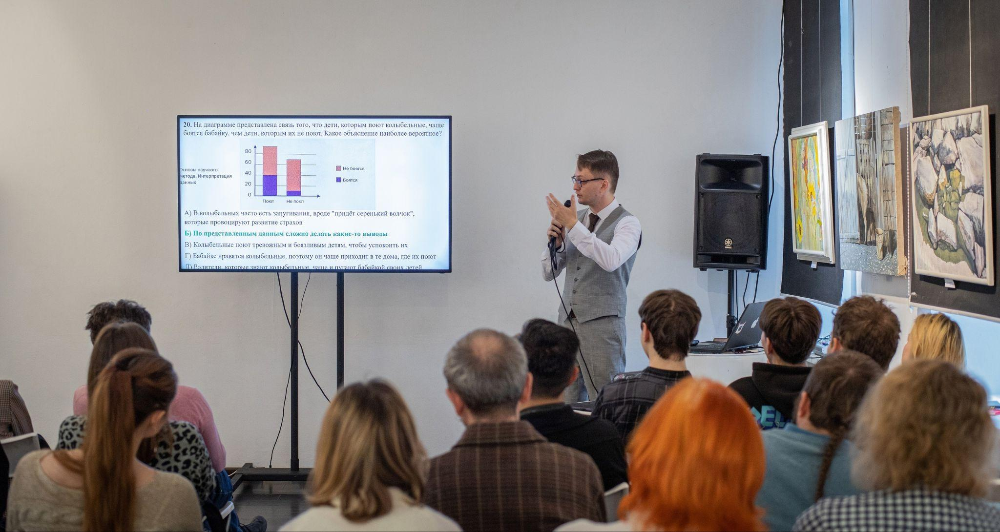 20. На диаграмме представлена связь того, что дети, которым поют колыбельные, чаще
боятся бабайку, чем дети, которым их не поют. Какое объяснение наиболее вероятное?
80
60
40
20
0
Поют
Не поют
Не боятся
Боятся
Основы научного
метода. Интерпретация
данных
А) В колыбельных часто есть запугивания, вроде "придёт серенький волчок",
которые провоцируют развитие страхов
Б) По представленным данным сложно делать какие-то выводы
В) Колыбельные поют тревожным и боязливым детям, чтобы успокоить их
Г) Бабайке нравятся колыбельные, поэтому он чаще приходит в те дома, где их поют
Д) Родители, которые знают колыбельные, чаще и пугают бабайкой своих детей
YAMAHA